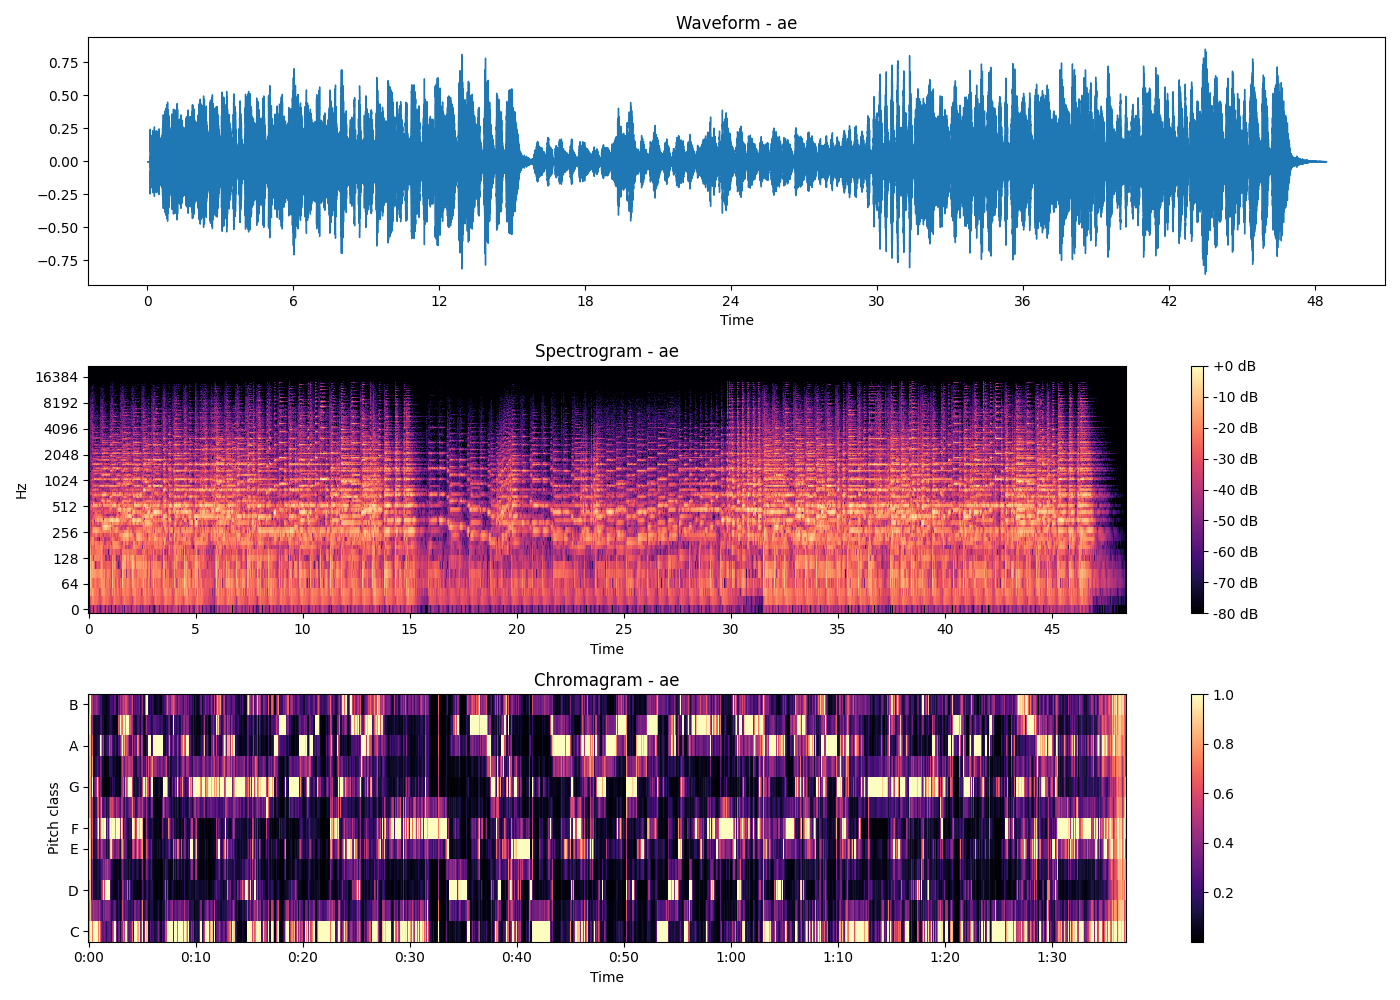 Waveform - ae
0.75
0.50
0.25
0.00
−0.25
−0.50
−0.75
0 6 12 18 24 30 36 42 48
Time
Spectrogram - ae
Hz
16384
8192
4096
2048
1024
512
256
128
64
0
0 5 10 15 20 25 30 35 40 45
Time
+0 dB
-10 dB
-20 dB
-30 dB
-40 dB
-50 dB
-60 dB
-70 dB
-80 dB
Chromagram - ae
Pitch class
B
A
G
F
E
D
C
0:00 0:10 0:20 0:30 0:40 0:50 1:00 1:10 1:20 1:30
Time
1.0
0.8
0.6
0.4
0.2